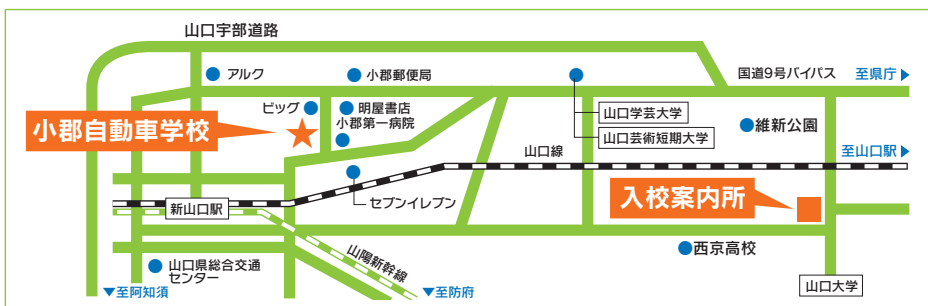 山口宇部道路
アルク
小郡郵便局
国道9号バイパス
至県庁▶
ビッグ
明屋書店
小郡第一病院
小郡自動車学校
山口学芸大学
山口芸術短期大学
維新公園
山口線
至山口駅▶
セブンイレブン
入校案内所
新山口駅
山陽新幹線
西京高校
山口県総合交通
センター
▼至阿知須
▼至防府
山口大学